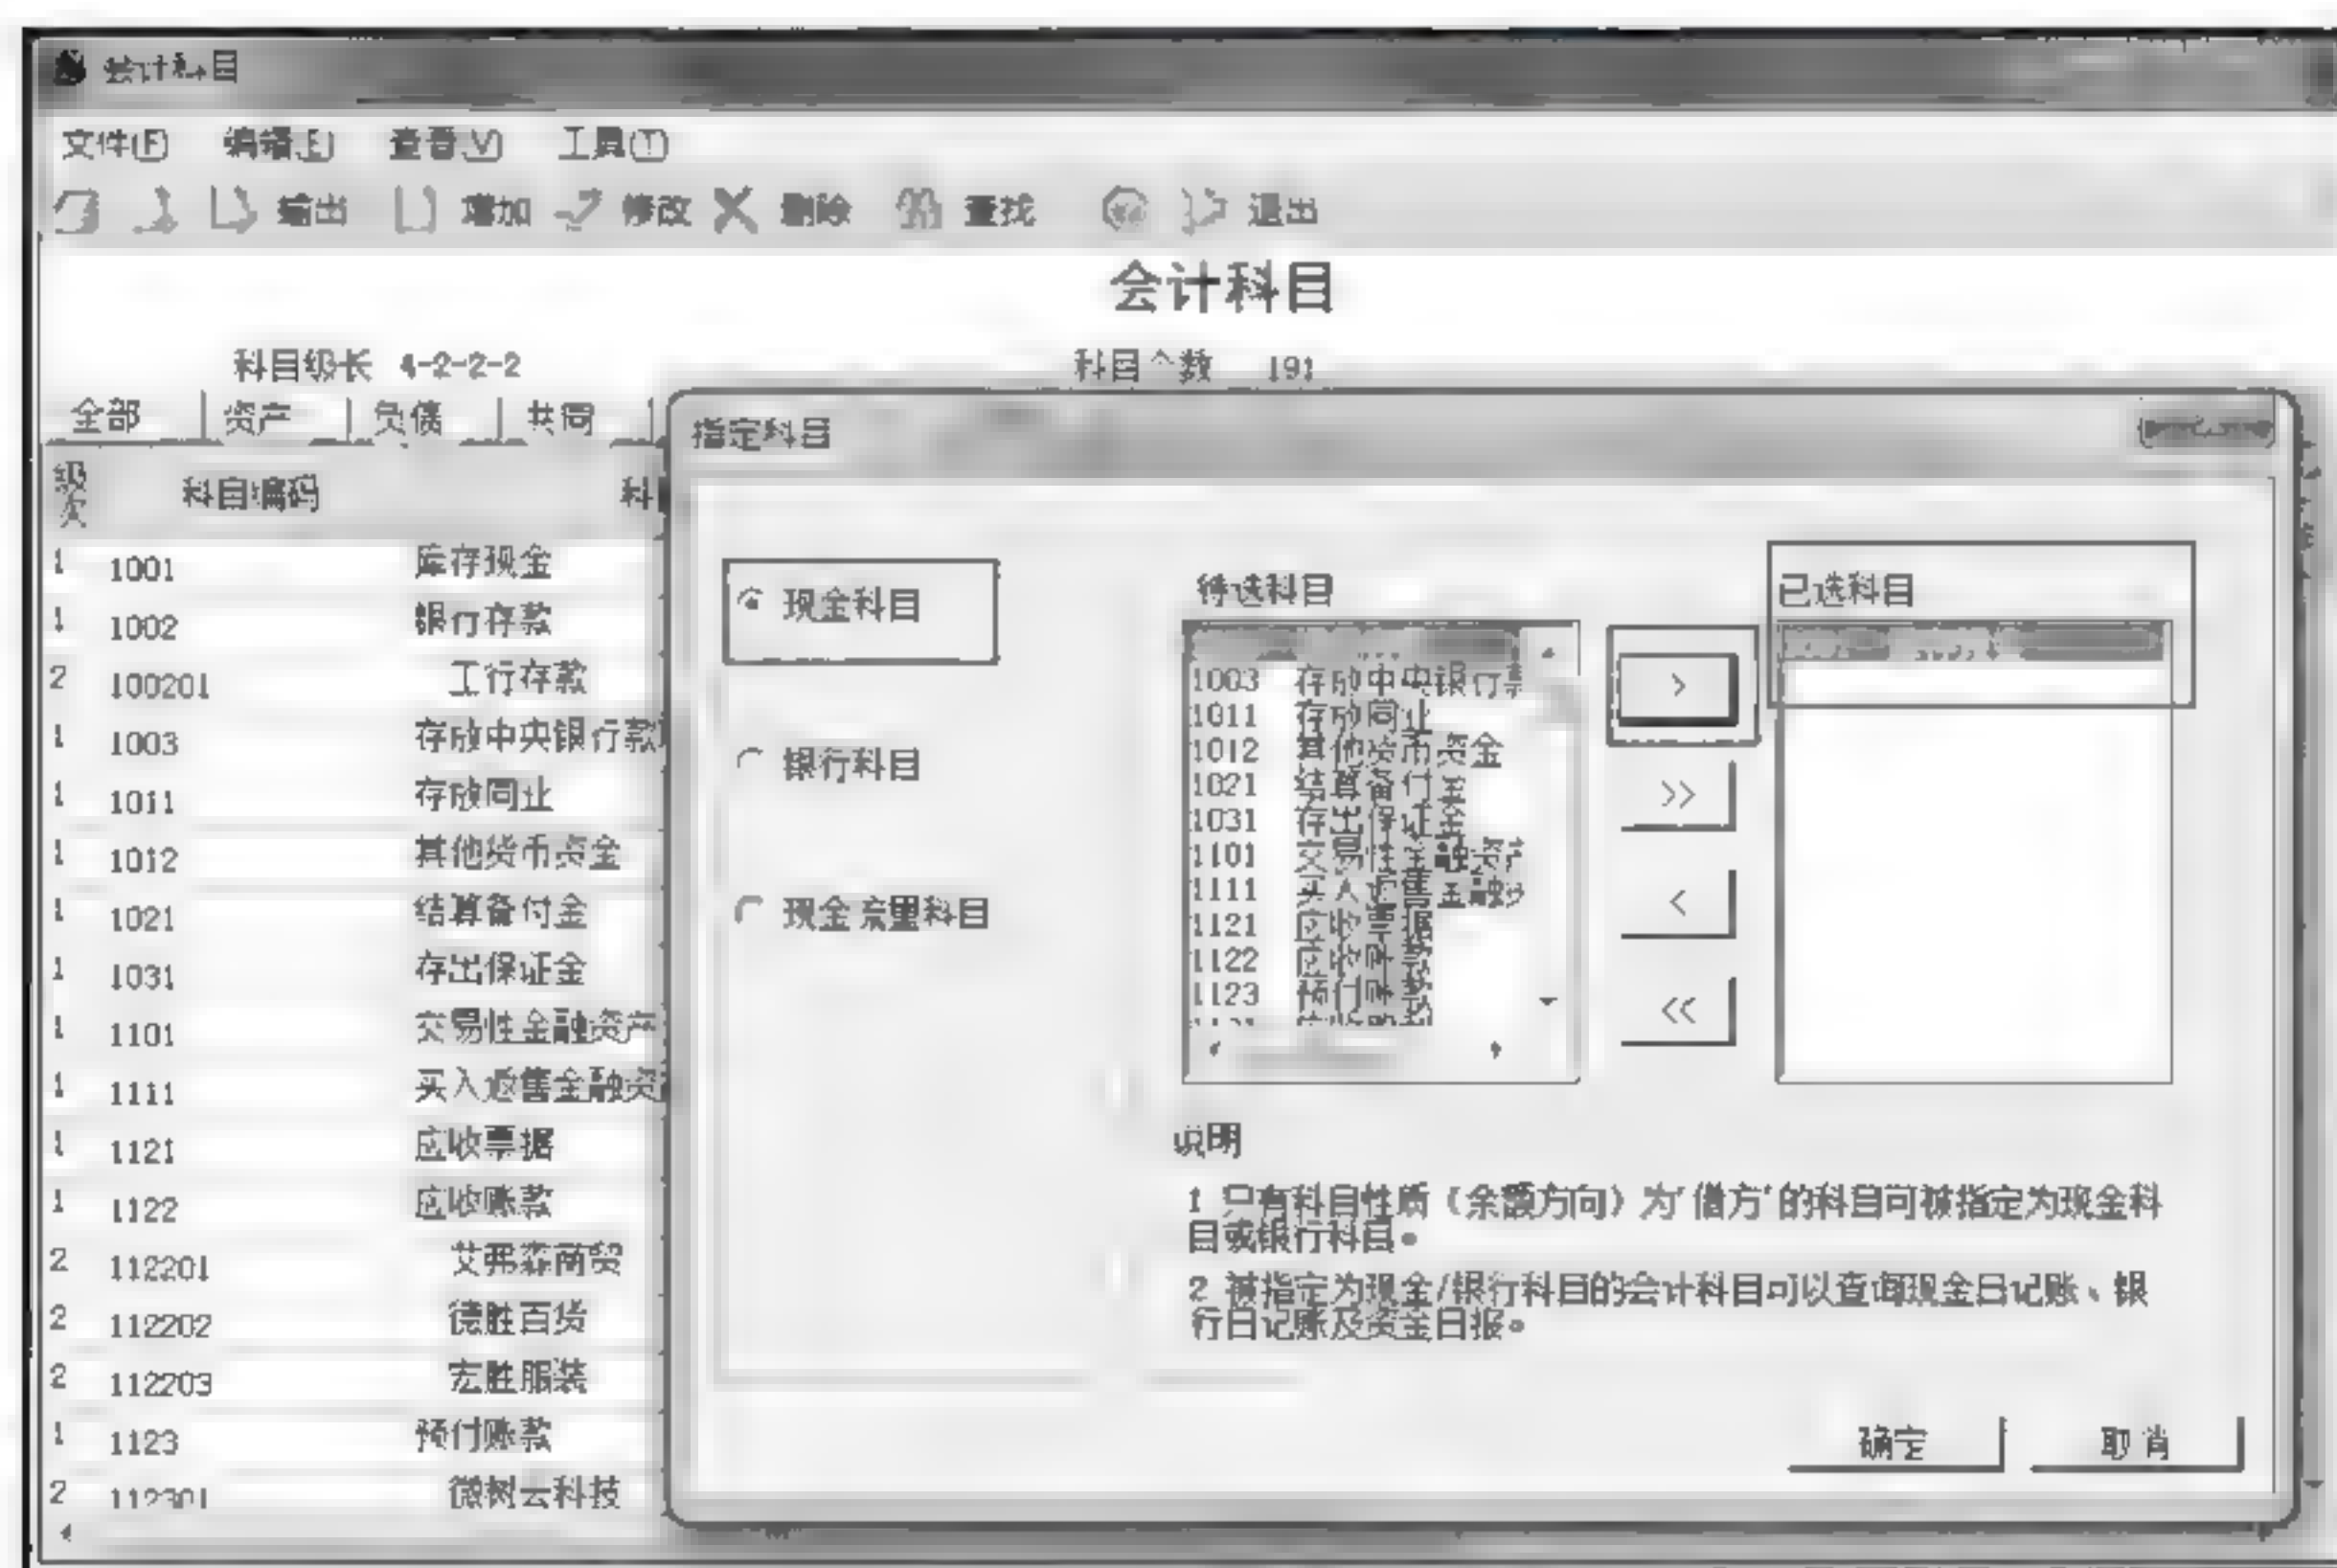 会计科目
文件(F) 编辑(E) 查看(V) 工具(T)
输出 增加 修改 删除 查找 退出
会计科目
科目级长 4-2-2-2 科目个数 191
全部 资产 负债 共同
级次 科目编码 科
1 1001 库存现金
1 1002 银行存款
2 100201 工行存款
1 1003 存放中央银行款
1 1011 存放同业
1 1012 其他货币资金
1 1021 结算备付金
1 1031 存出保证金
1 1101 交易性金融资产
1 1111 买入返售金融资
1 1121 应收票据
1 1122 应收账款
2 112201 艾弗森商贸
2 112202 德胜百货
2 112203 宏胜服装
1 1123 预付账款
2 112301 微树云科技
指定科目
现金科目
银行科目
现金流量科目
待选科目
1003 存放中央银行款
1011 存放同业
1012 其他货币资金
1021 结算备付金
1031 存出保证金
1101 交易性金融资产
1111 买入返售金融
1121 应收票据
1122 应收账款
1123 预付账款
>
>>
<
<<
已选科目
说明
1 只有科目性质（余额方向）为'借方'的科目可被指定为现金科
目或银行科目。
2 被指定为现金/银行科目的会计科目可以查询现金日记账、银
行日记账及资金日报。
确定 取消